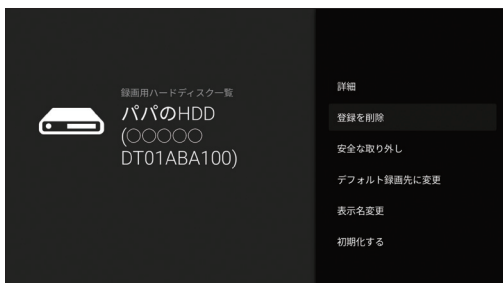 録画用ハードディスク一覧
パパのHDD
(○○○○○
DT01ABA100)
詳細
登録を削除
安全な取り外し
デフォルト録画先に変更
表示名変更
初期化する